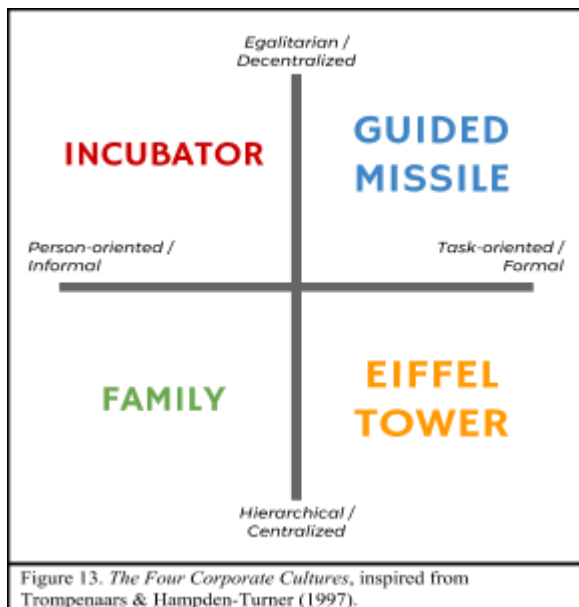 Egalitarian /
Decentralized
INCUBATOR
GUIDED
MISSILE
Person-oriented /
Informal
Task-oriented /
Formal
FAMILY
EIFFEL
TOWER
Hierarchical /
Centralized
Figure 13. The Four Corporate Cultures, inspired from
Trompenaars & Hampden-Turner (1997).